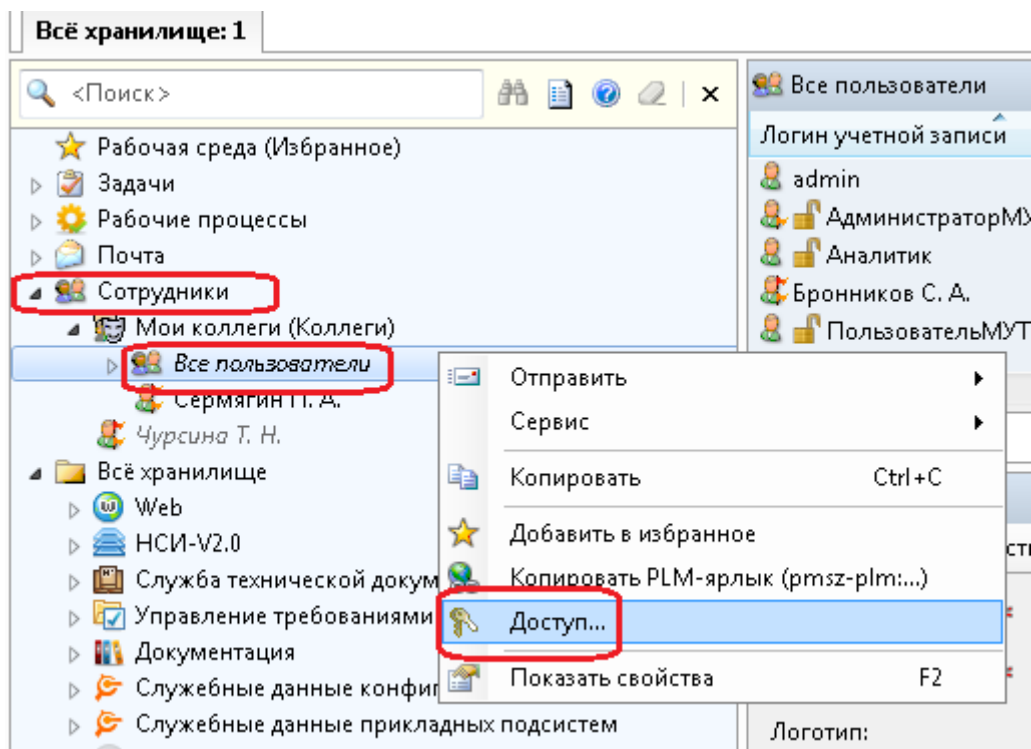 Всё хранилище: 1
<Поиск>
Рабочая среда (Избранное)
Задачи
Рабочие процессы
Почта
Сотрудники
Мои коллеги (Коллеги)
Все пользователи
Сермягин П. А.
Чурсина Т. Н.
Всё хранилище
Web
НСИ-V2.0
Служба технической докум
Управление требованиями
Документация
Служебные данные конфиг
Служебные данные прикладных подсистем
Отправить
Сервис
Копировать Ctrl+C
Добавить в избранное
Копировать PLM-ярлык (pmsz-plm:...)
Доступ...
Показать свойства F2
Все пользователи
Логин учетной записи
admin
АдминистраторМУ
Аналитик
Бронников С. А.
ПользовательМУТ
Логотип: